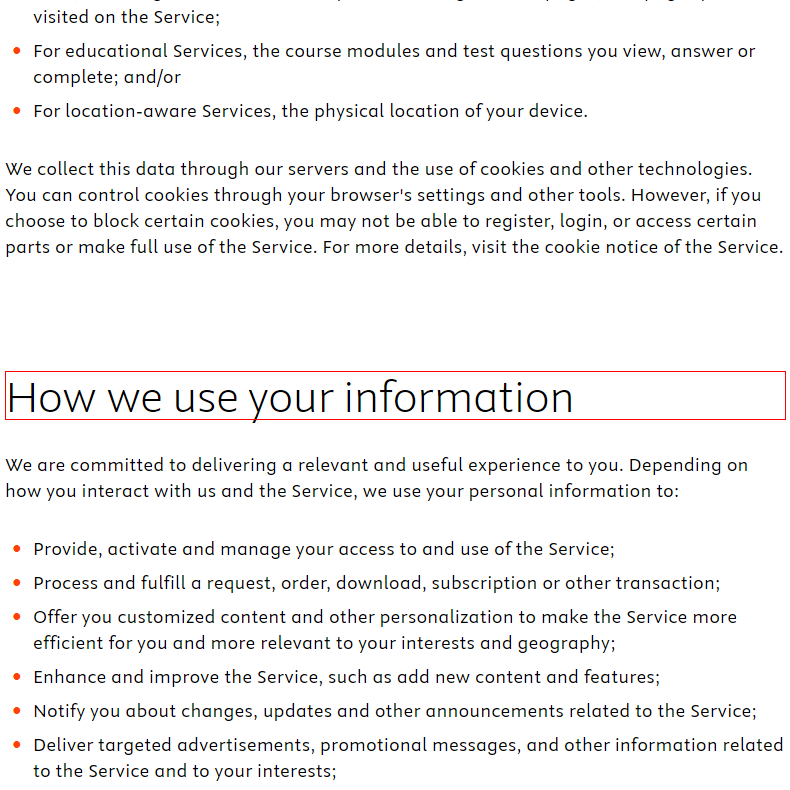 visited on the Service;
For educational Services, the course modules and test questions you view, answer or
complete; and/or
For location-aware Services, the physical location of your device.
We collect this data through our servers and the use of cookies and other technologies.
You can control cookies through your browser's settings and other tools. However, if you
choose to block certain cookies, you may not be able to register, login, or access certain
parts or make full use of the Service. For more details, visit the cookie notice of the Service.
How we use your information
We are committed to delivering a relevant and useful experience to you. Depending on
how you interact with us and the Service, we use your personal information to:
Provide, activate and manage your access to and use of the Service;
Process and fulfill a request, order, download, subscription or other transaction;
Offer you customized content and other personalization to make the Service more
efficient for you and more relevant to your interests and geography;
Enhance and improve the Service, such as add new content and features;
Notify you about changes, updates and other announcements related to the Service;
Deliver targeted advertisements, promotional messages, and other information related
to the Service and to your interests;